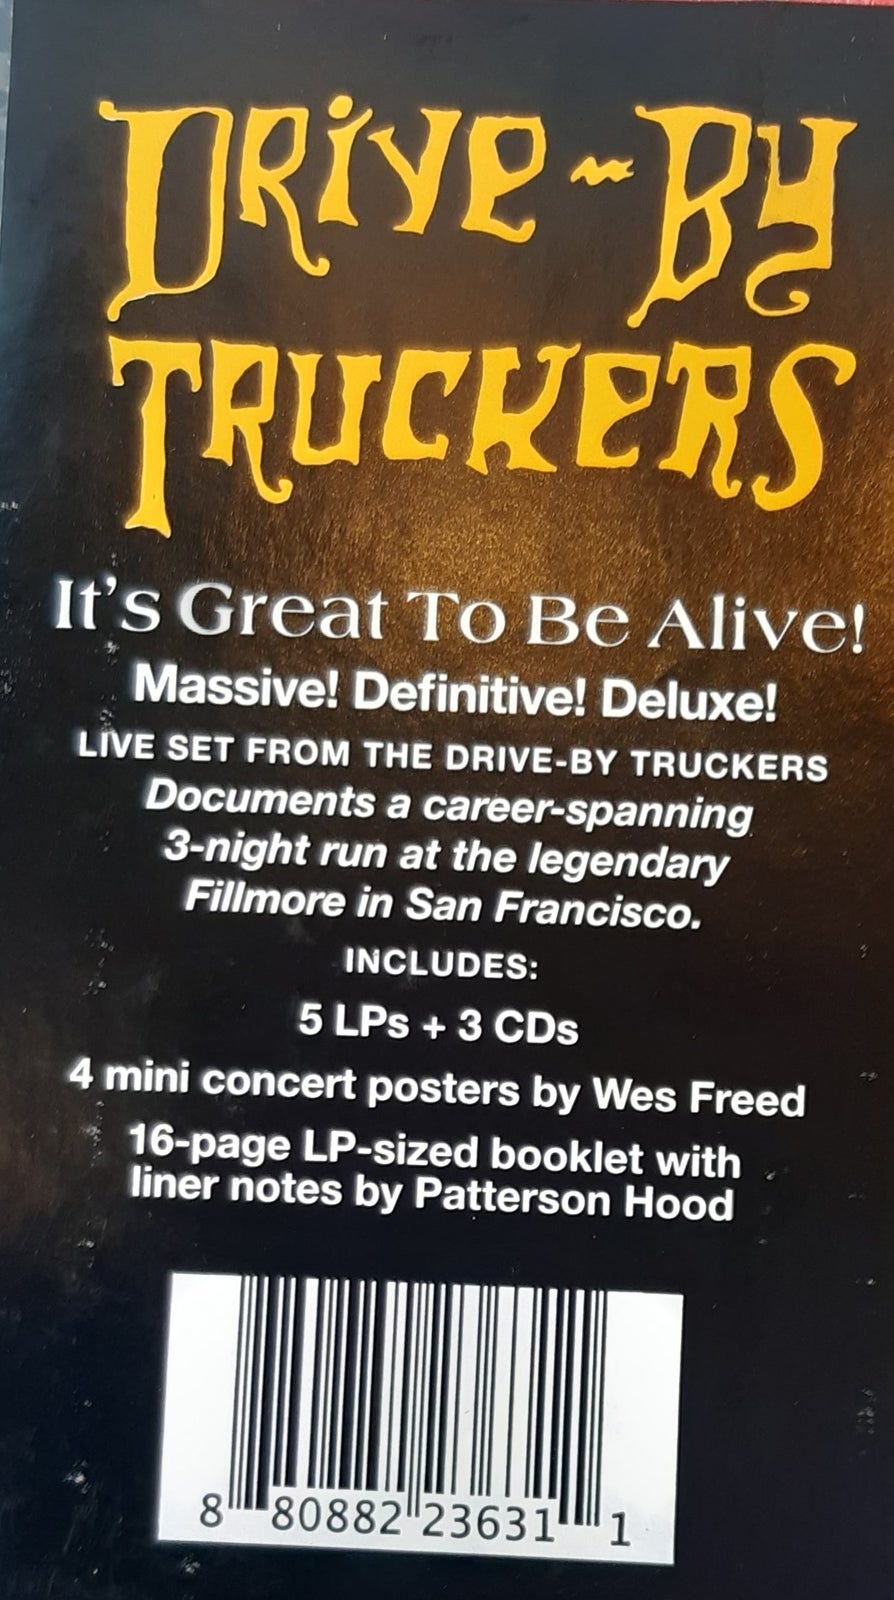 DRIVE~BY
TRUCKERS
It's Great To Be Alive!
Massive! Definitive! Deluxe!
LIVE SET FROM THE DRIVE-BY TRUCKERS
Documents a career-spanning
3-night run at the legendary
Fillmore in San Francisco.
INCLUDES:
5 LPs + 3 CDs
4 mini concert posters by Wes Freed
16-page LP-sized booklet with
liner notes by Patterson Hood
8 80882 23631 1